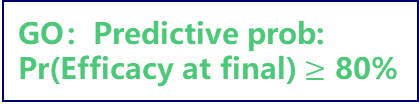 GO: Predictive prob:
Pr(Efficacy at final) ≥ 80%